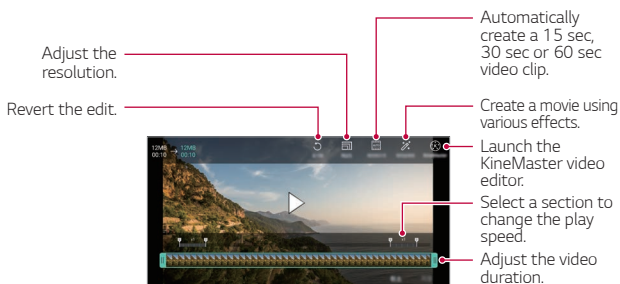 Adjust the
resolution.
Revert the edit.
Automatically
create a 15 sec,
30 sec or 60 sec
video clip.
Create a movie using
various effects.
Launch the
KineMaster video
editor.
Select a section to
change the play
speed.
Adjust the video
duration.
12MB → 12MB
00:10 00:10